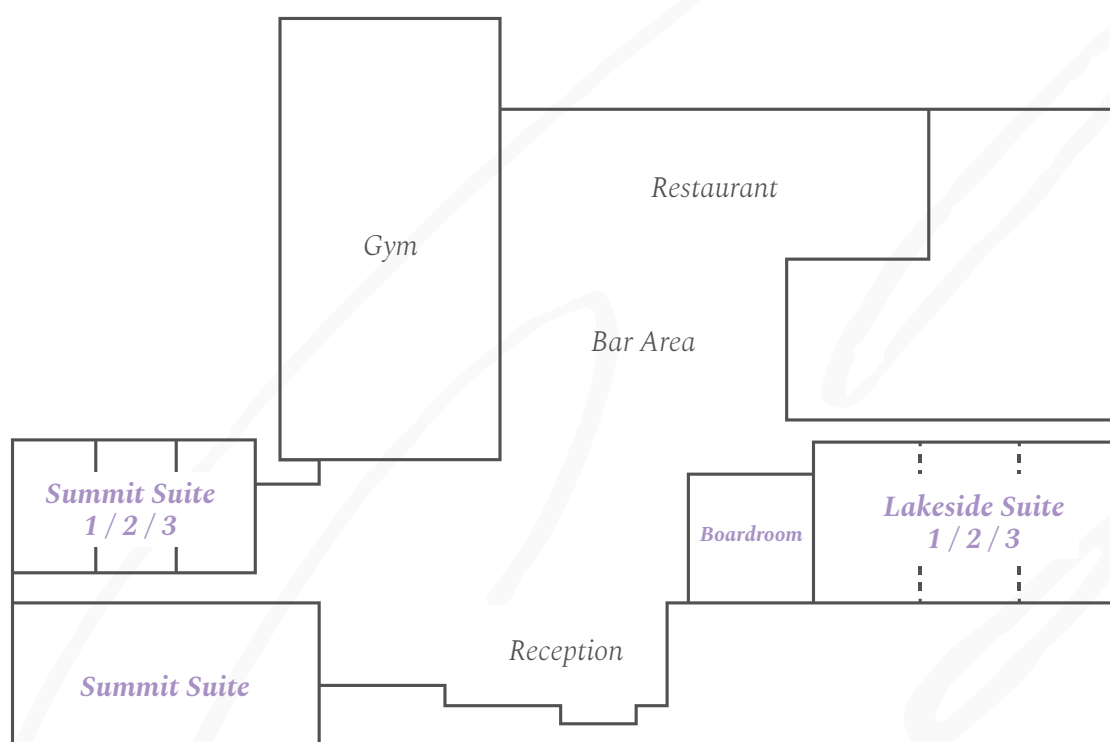 Restaurant
Gym
Bar Area
Summit Suite
1 / 2 / 3
Lakeside Suite
1 / 2 / 3
Boardroom
Reception
Summit Suite